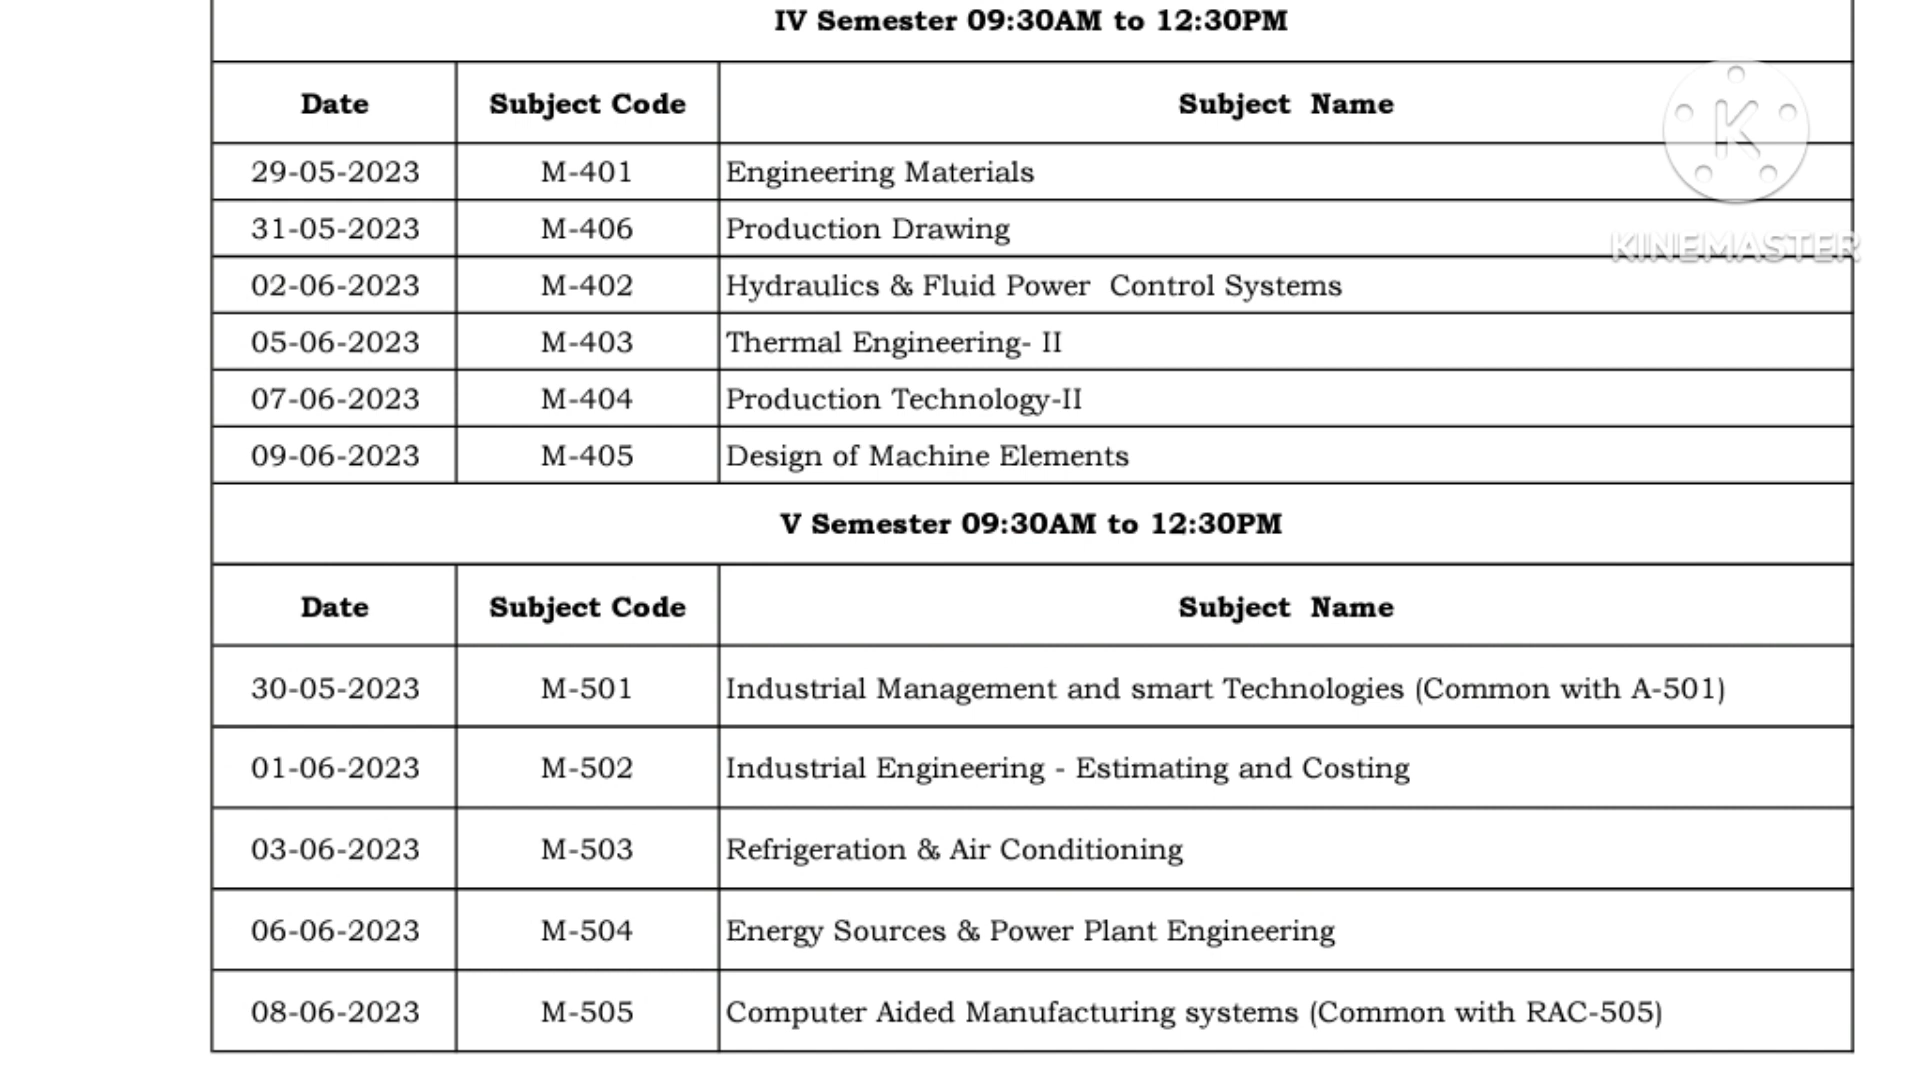 IV Semester 09:30AM to 12:30PM
Date Subject Code Subject Name
29-05-2023 M-401 Engineering Materials
31-05-2023 M-406 Production Drawing
KINEMASTER
02-06-2023 M-402 Hydraulics & Fluid Power Control Systems
05-06-2023 M-403 Thermal Engineering- II
07-06-2023 M-404 Production Technology-II
09-06-2023 M-405 Design of Machine Elements
V Semester 09:30AM to 12:30PM
Date Subject Code Subject Name
30-05-2023 M-501 Industrial Management and smart Technologies (Common with A-501)
01-06-2023 M-502 Industrial Engineering - Estimating and Costing
03-06-2023 M-503 Refrigeration & Air Conditioning
06-06-2023 M-504 Energy Sources & Power Plant Engineering
08-06-2023 M-505 Computer Aided Manufacturing systems (Common with RAC-505)